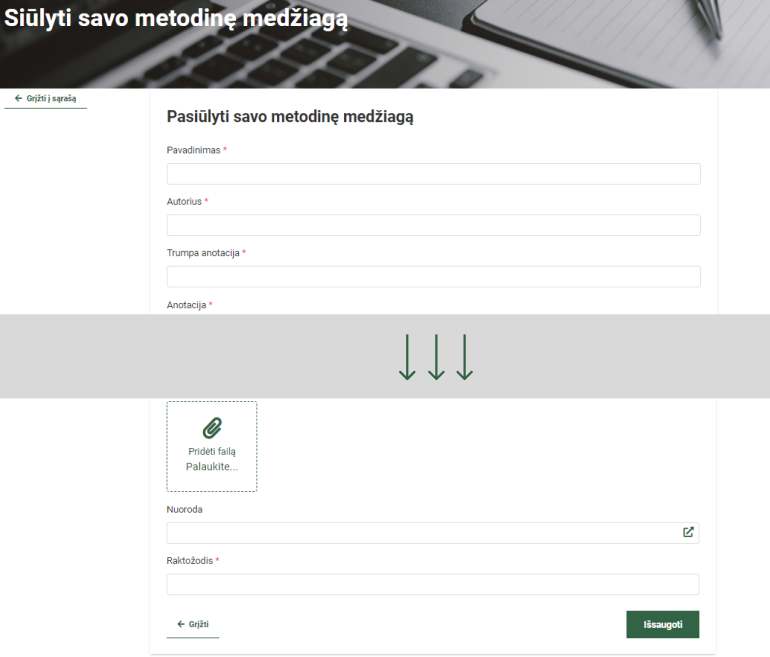 Siūlyti savo metodinę medžiagą
Grįžti į sąrašą
Pasiūlyti savo metodinę medžiagą
Pavadinimas *
Autorius *
Trumpa anotacija *
Anotacija *
Pridėti failą
Palaukite...
Nuoroda
Raktožodis *
Grįžti
Išsaugoti